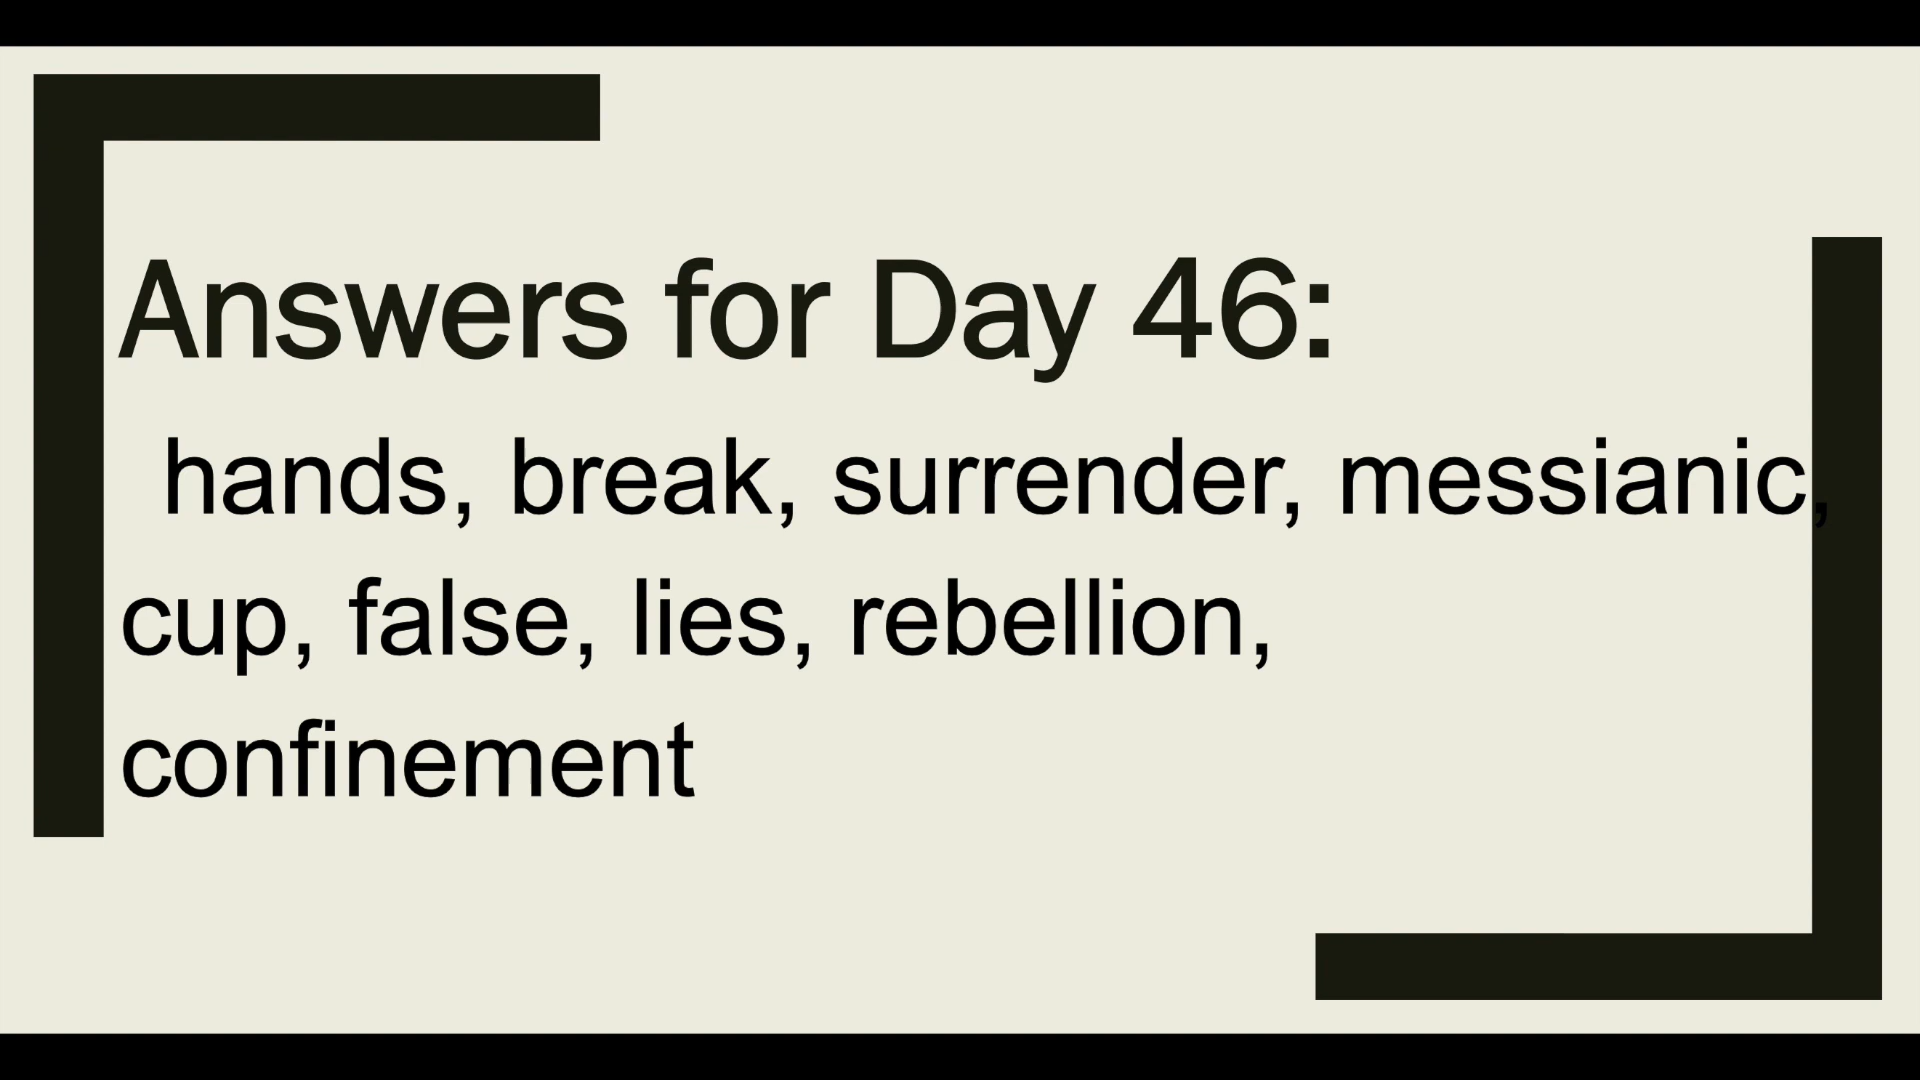 Answers for Day 46:
hands, break, surrender, messianic,
cup, false, lies, rebellion,
confinement